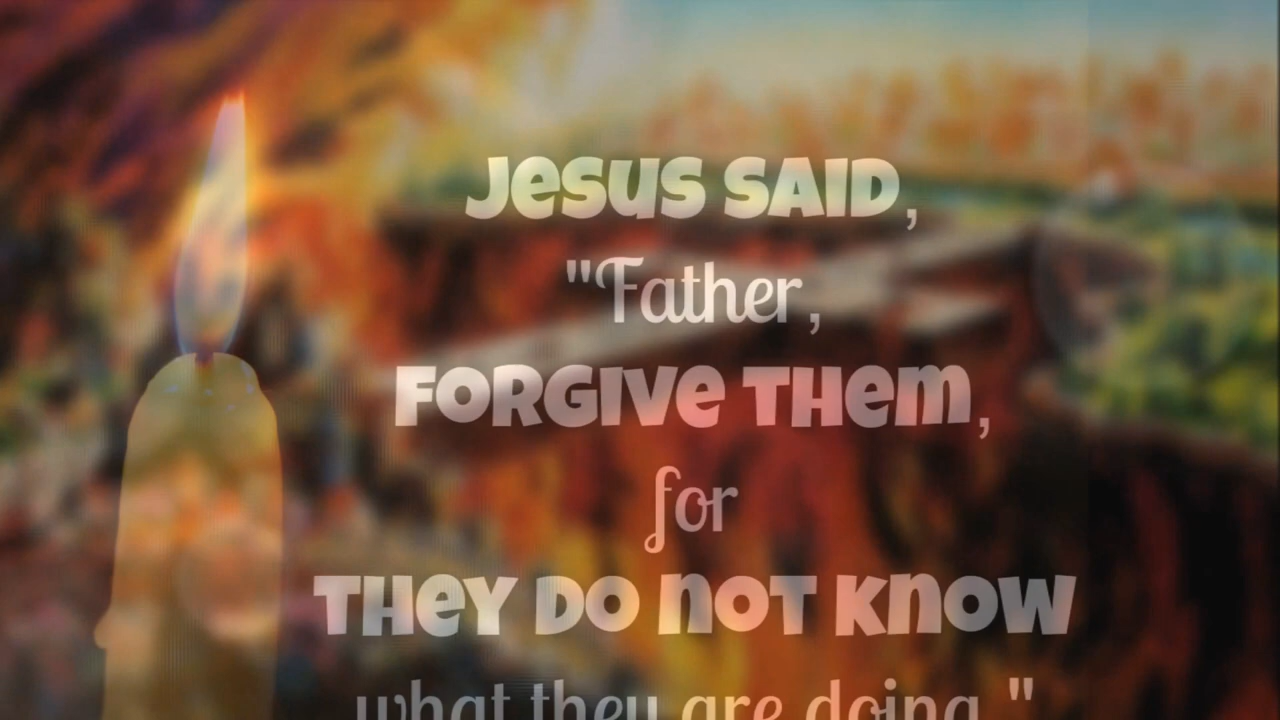 Jesus said,
"Father,
forgive them,
for
they do not know
what they are doing."